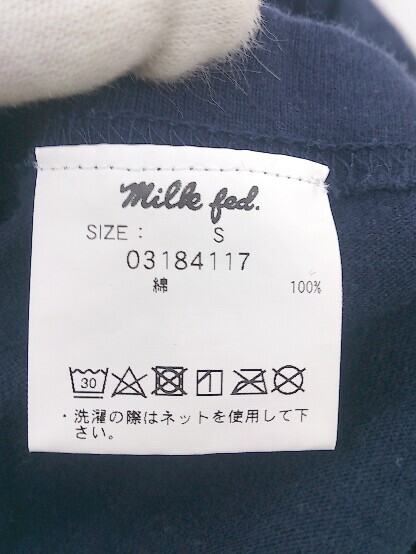 Milk fed.
SIZE : S
03184117
綿 100%
30
・洗濯の際はネットを使用して下
さい。